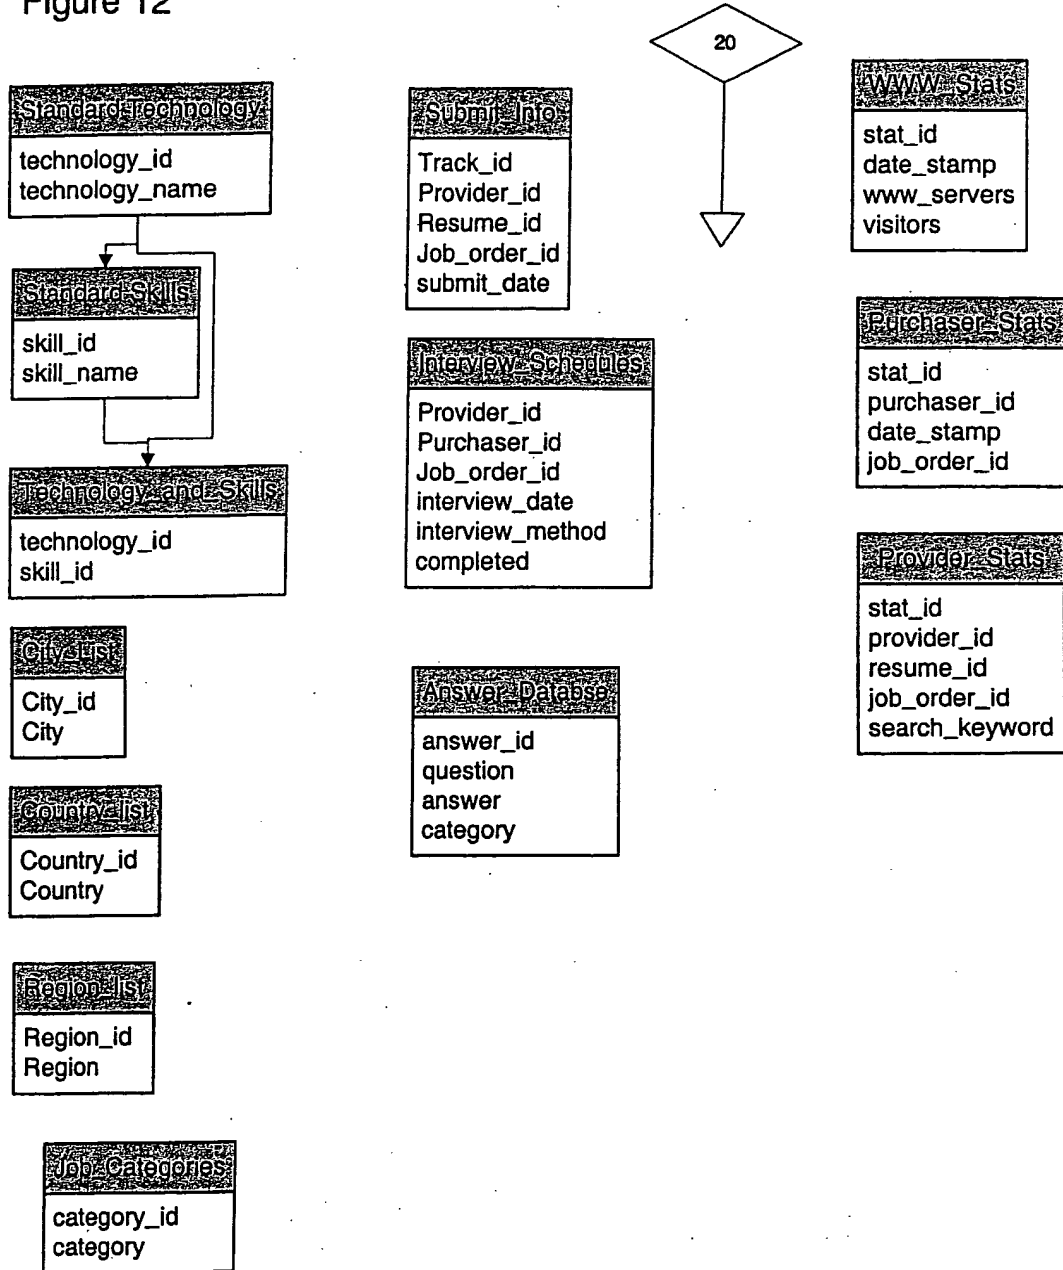 Figure 12
Standard-Technology
technology_id
technology_name
Standard-Skills
skill_id
skill_name
Technology_and_Skills
technology_id
skill_id
City-List
City_id
City
Country-list
Country_id
Country
Region_list
Region_id
Region
Job-Categories
category_id
category
Submit_Info
Track_id
Provider_id
Resume_id
Job_order_id
submit_date
Interview_Schedules
Provider_id
Purchaser_id
Job_order_id
interview_date
interview_method
completed
Answer_Databse
answer_id
question
answer
category
20
WWW_Stats
stat_id
date_stamp
www_servers
visitors
Purchaser_Stats
stat_id
purchaser_id
date_stamp
job_order_id
Provider_Stats
stat_id
provider_id
resume_id
job_order_id
search_keyword